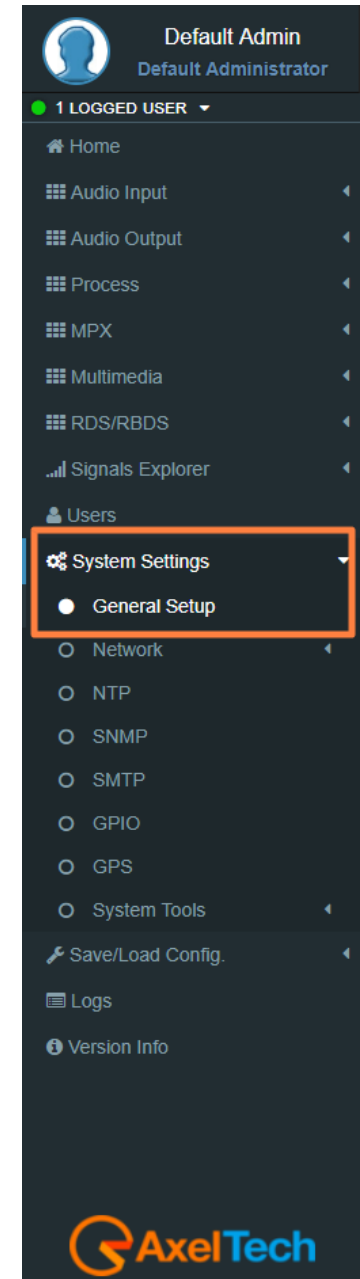 Default Admin
Default Administrator
1 LOGGED USER
Home
Audio Input
Audio Output
Process
MPX
Multimedia
RDS/RBDS
Signals Explorer
Users
System Settings
General Setup
Network
NTP
SNMP
SMTP
GPIO
GPS
System Tools
Save/Load Config.
Logs
Version Info
AxelTech